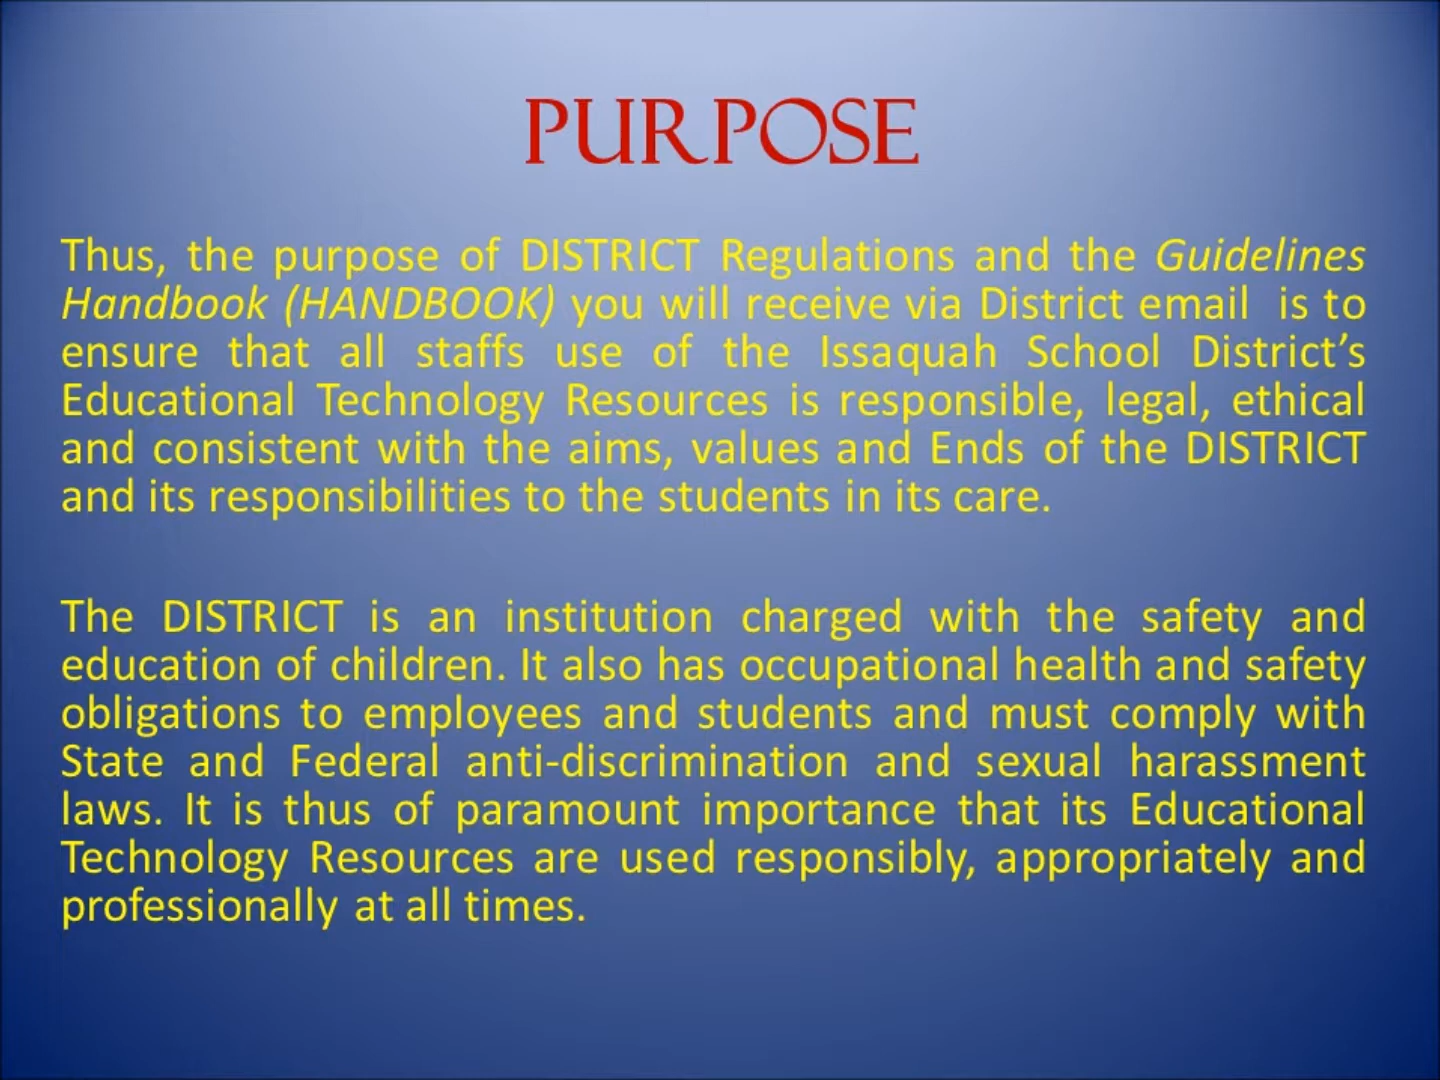 PURPOSE
Thus, the purpose of DISTRICT Regulations and the Guidelines
Handbook (HANDBOOK) you will receive via District email is to
ensure that all staffs use of the Issaquah School District’s
Educational Technology Resources is responsible, legal, ethical
and consistent with the aims, values and Ends of the DISTRICT
and its responsibilities to the students in its care.
The DISTRICT is an institution charged with the safety and
education of children. It also has occupational health and safety
obligations to employees and students and must comply with
State and Federal anti-discrimination and sexual harassment
laws. It is thus of paramount importance that its Educational
Technology Resources are used responsibly, appropriately and
professionally at all times.